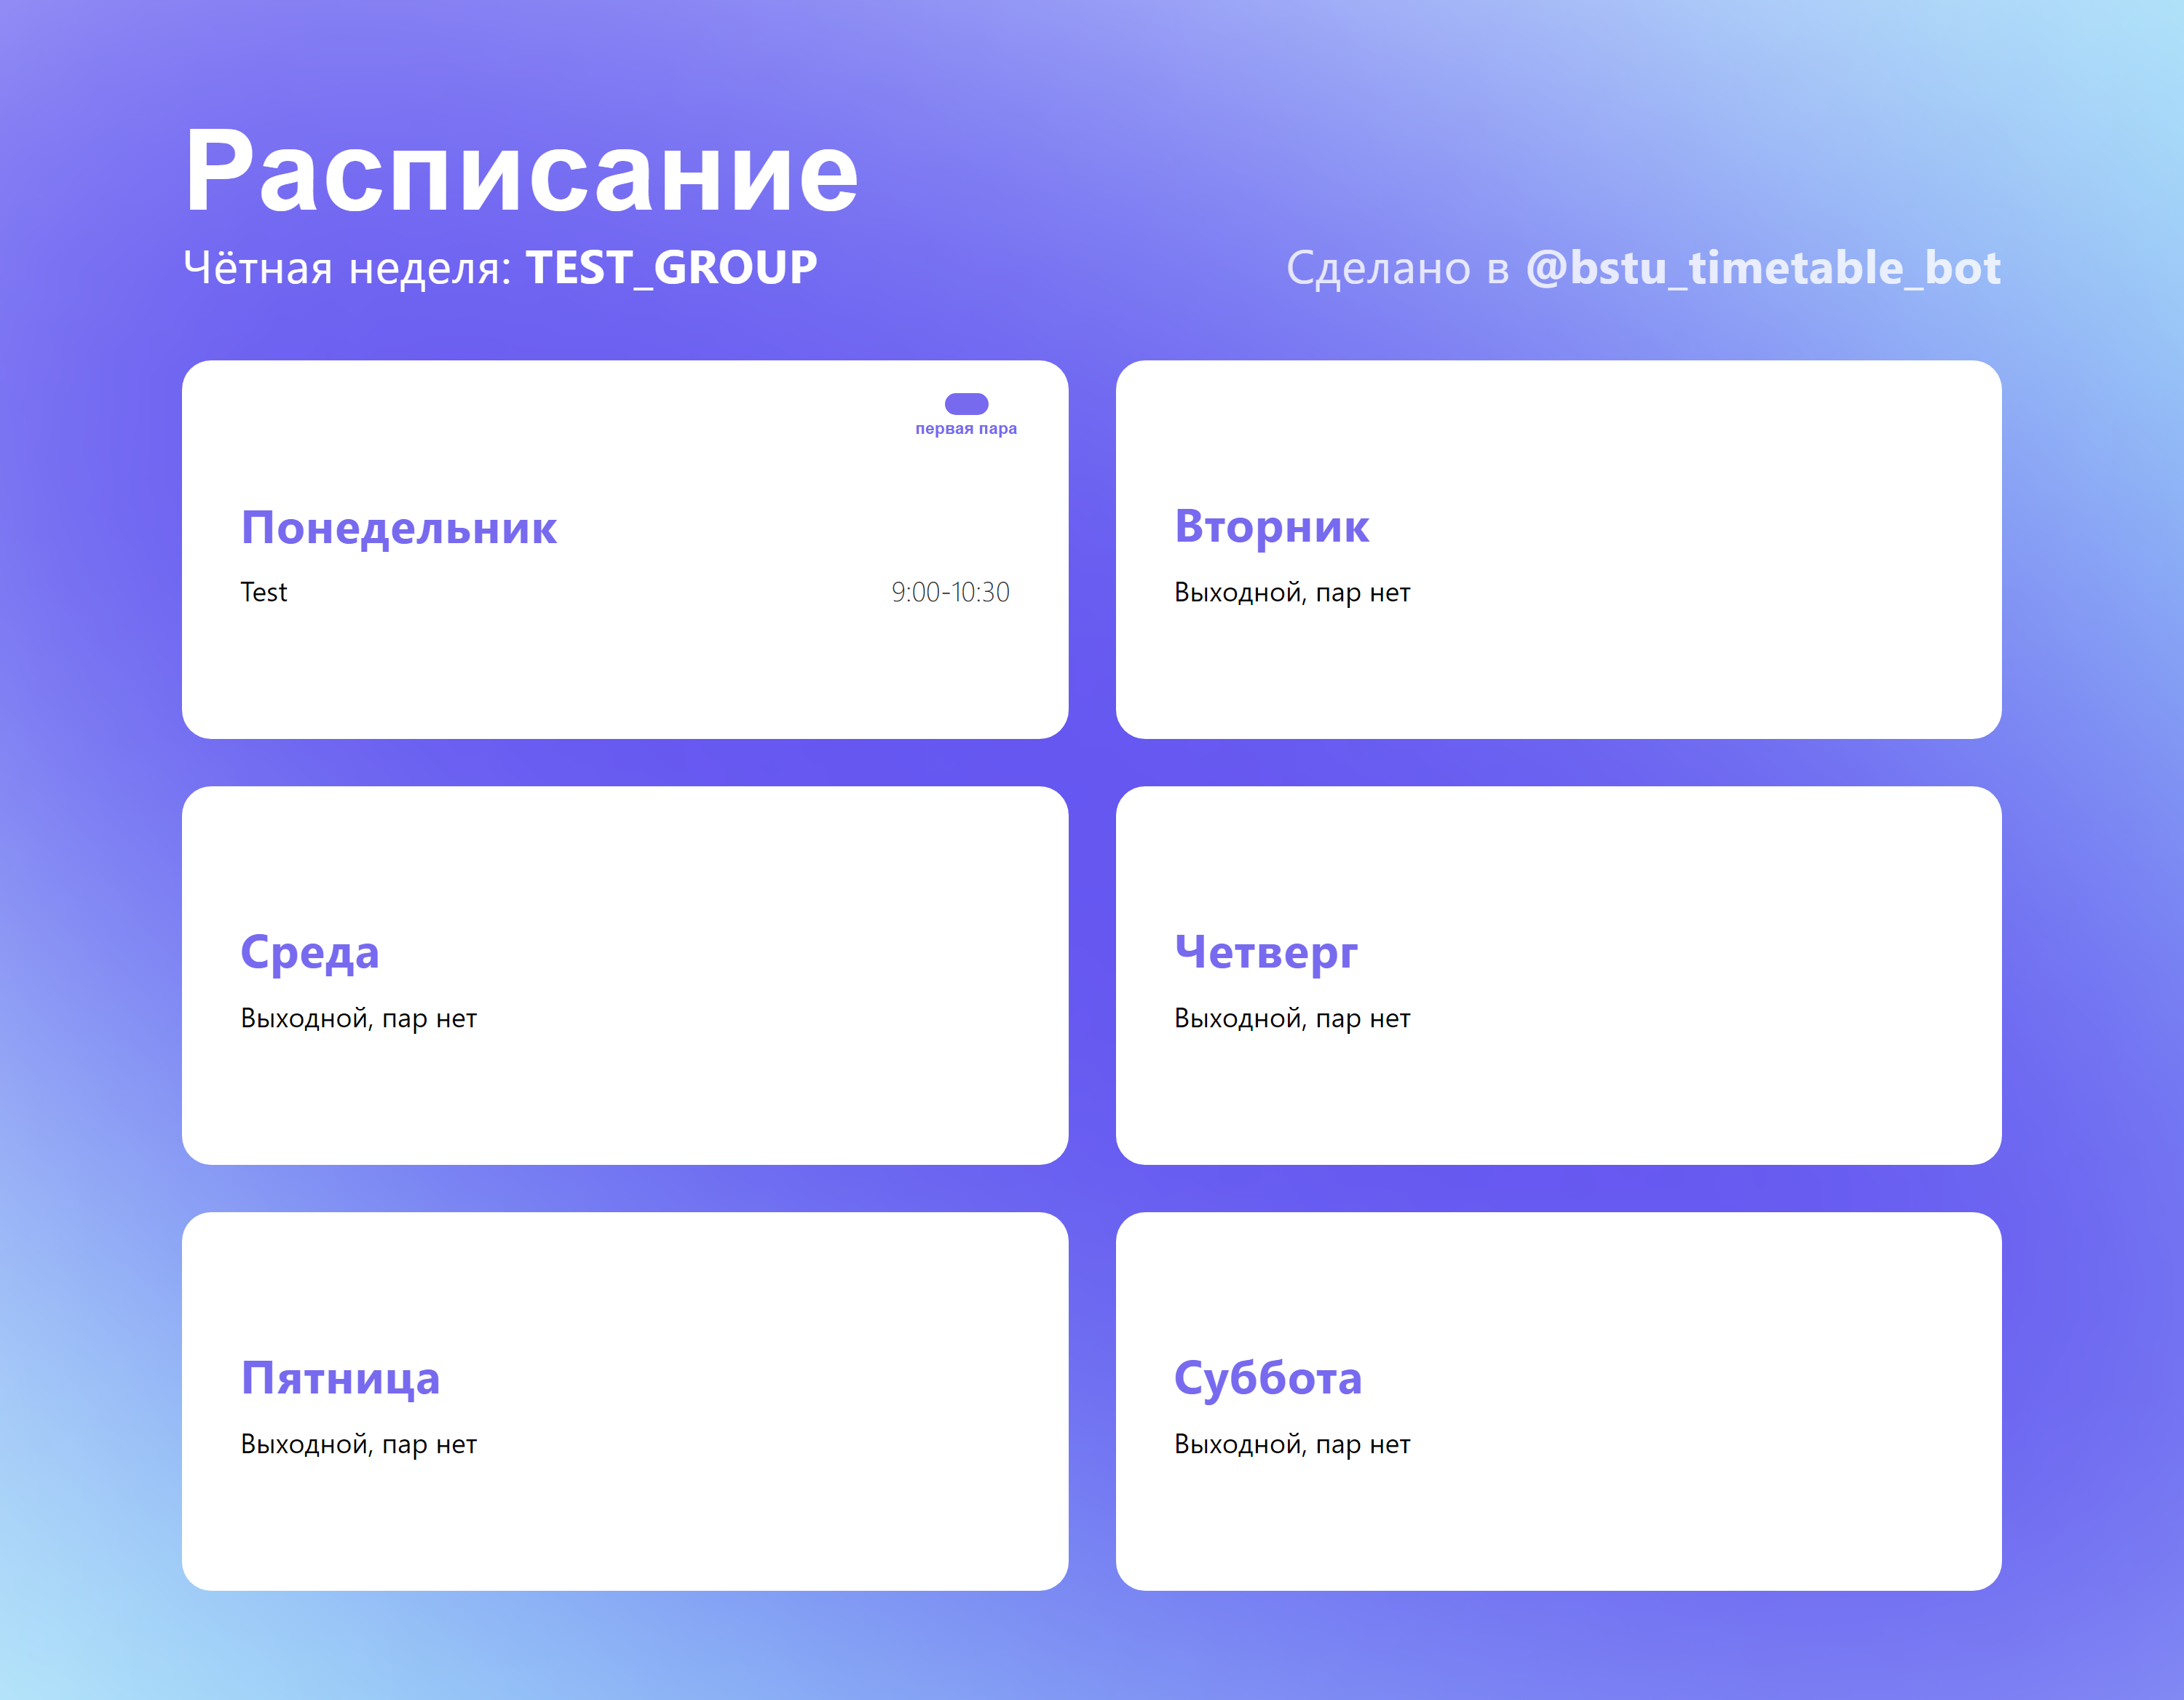 Расписание
Чётная неделя: TEST_GROUP
Сделано в @bstu_timetable_bot
первая пара
Понедельник
Test 9:00-10:30
Вторник
Выходной, пар нет
Среда
Выходной, пар нет
Четверг
Выходной, пар нет
Пятница
Выходной, пар нет
Суббота
Выходной, пар нет